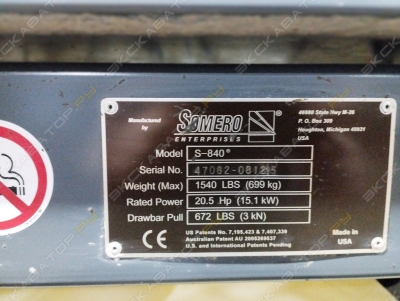 Manufactured by
SOMERO
ENTERPRISES
46980 State Hwy M-26
P. O. Box 309
Houghton, Michigan 49931
USA
Model S-840®
Serial No. 47082-081215
Weight (Max) 1540 LBS (699 kg)
Rated Power 20.5 Hp (15.1 kW)
Drawbar Pull 672 LBS (3 kN)
CE
US Patents No. 7,195,423 & 7,407,339
Australian Patent AU 2005369537
U.S. and International Patents Pending
Made in USA